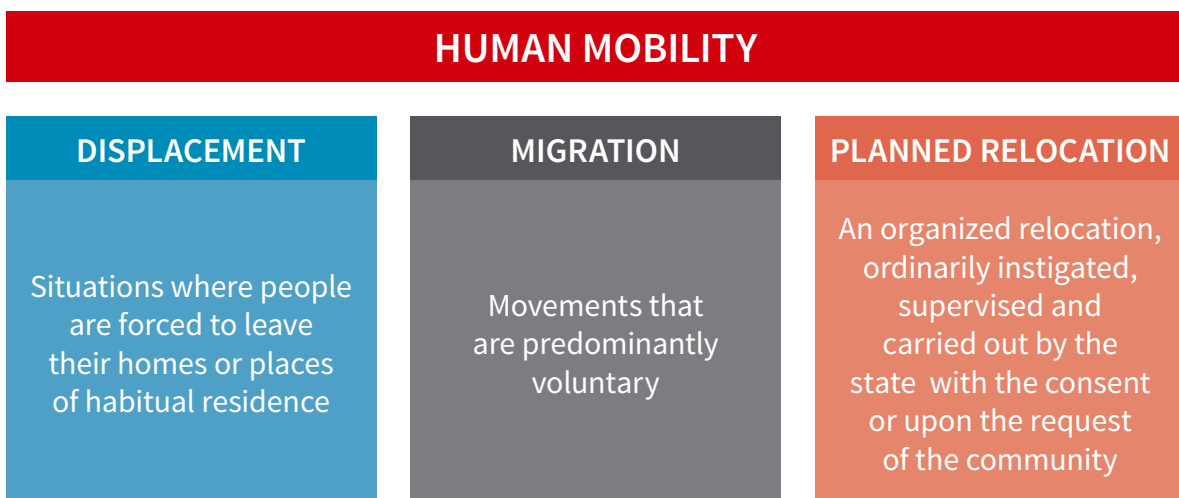 HUMAN MOBILITY
DISPLACEMENT
Situations where people
are forced to leave
their homes or places
of habitual residence
MIGRATION
Movements that
are predominantly
voluntary
PLANNED RELOCATION
An organized relocation,
ordinarily instigated,
supervised and
carried out by the
state with the consent
or upon the request
of the community